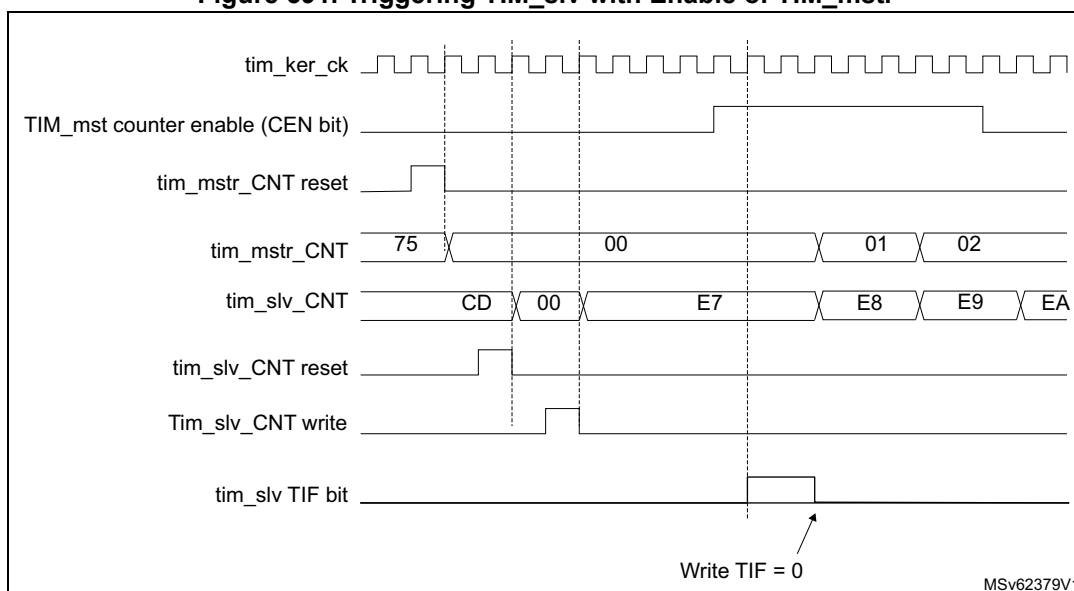 tim_ker_ck
TIM_mst counter enable (CEN bit)
tim_mstr_CNT reset
tim_mstr_CNT 75 00 01 02
tim_slv_CNT CD 00 E7 E8 E9 EA
tim_slv_CNT reset
Tim_slv_CNT write
tim_slv TIF bit
Write TIF = 0